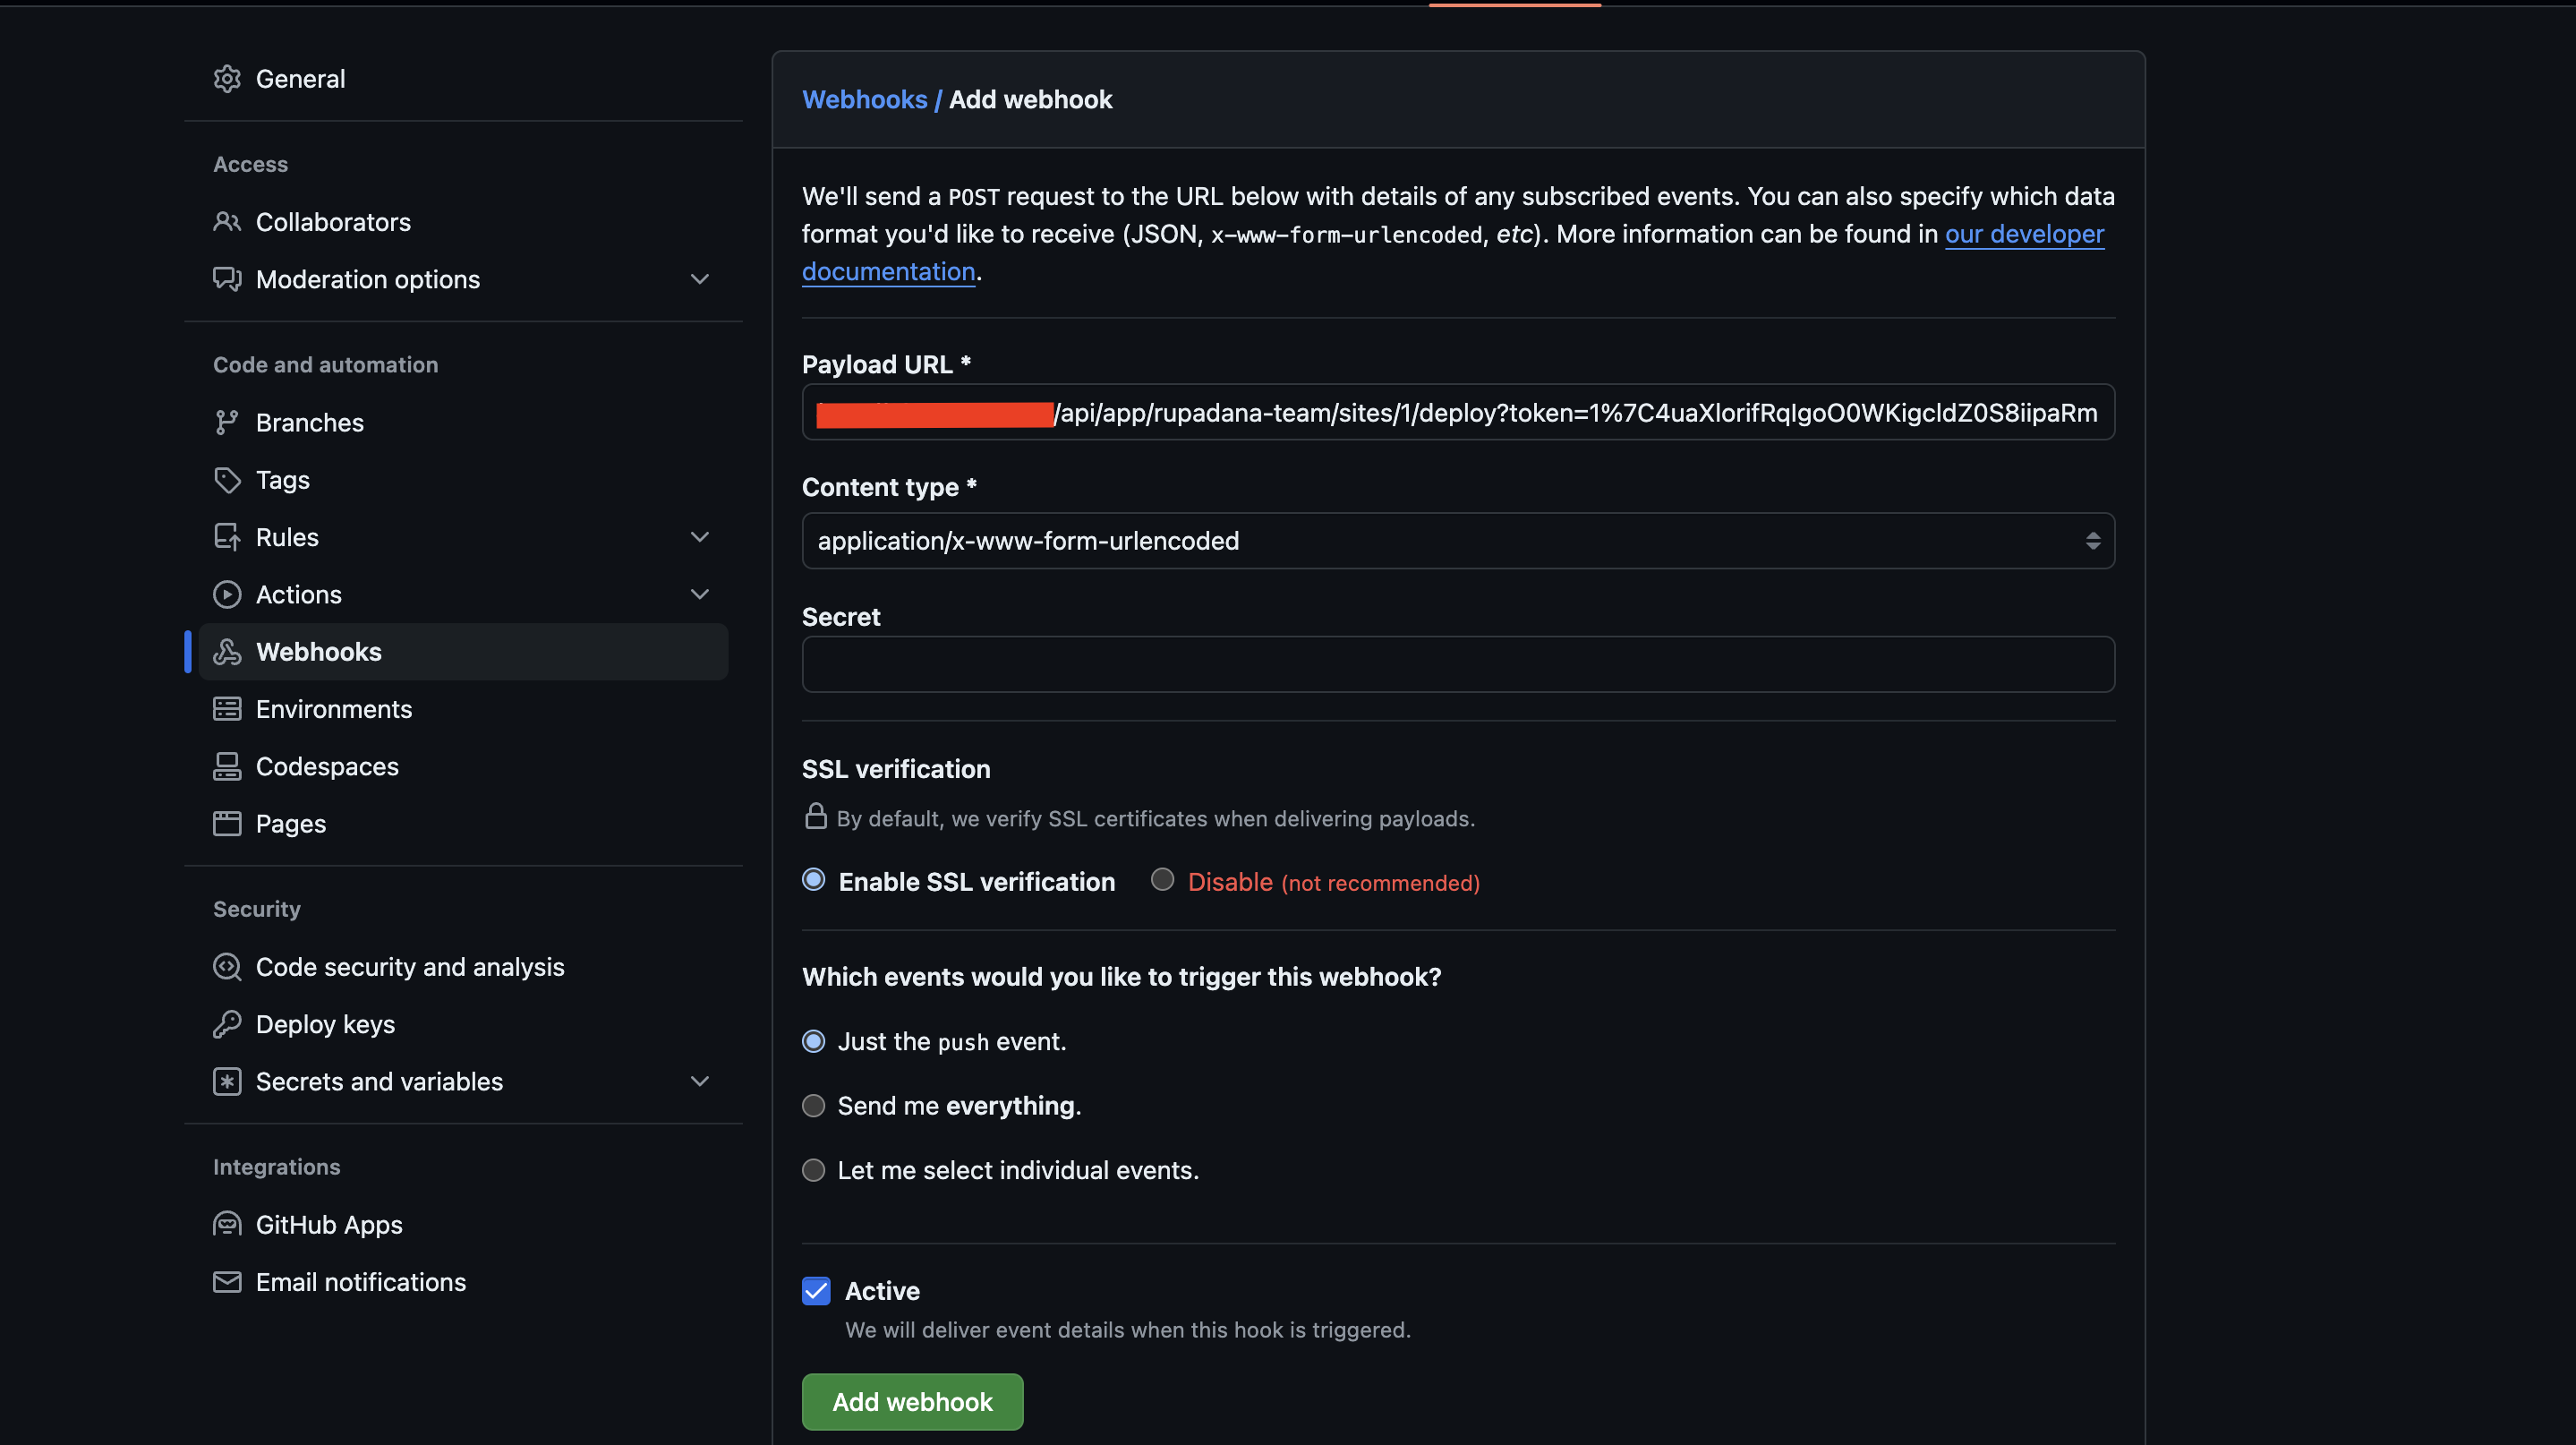 General
Access
Collaborators
Moderation options
Code and automation
Branches
Tags
Rules
Actions
Webhooks
Environments
Codespaces
Pages
Security
Code security and analysis
Deploy keys
Secrets and variables
Integrations
GitHub Apps
Email notifications
Webhooks / Add webhook
We'll send a POST request to the URL below with details of any subscribed events. You can also specify which data
format you'd like to receive (JSON, x-www-form-urlencoded, etc). More information can be found in our developer
documentation.
Payload URL *
/api/app/rupadana-team/sites/1/deploy?token=1%7C4uaXlorifRqIgoO0WKigcldZ0S8iipaRm
Content type *
application/x-www-form-urlencoded
Secret
SSL verification
By default, we verify SSL certificates when delivering payloads.
Enable SSL verification Disable (not recommended)
Which events would you like to trigger this webhook?
Just the push event.
Send me everything.
Let me select individual events.
Active
We will deliver event details when this hook is triggered.
Add webhook